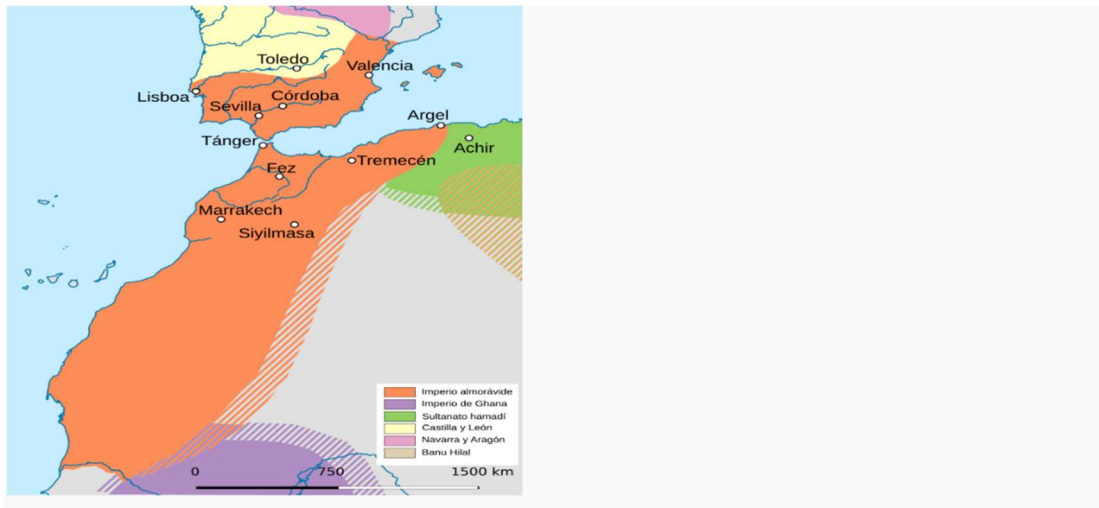 Toledo
Valencia
Lisboa
Sevilla
Córdoba
Argel
Tánger
Achir
Tremecén
Fez
Marrakech
Siyilmasa
Imperio almorávide
Imperio de Ghana
Sultanato hamadí
Castilla y León
Navarra y Aragón
Banu Hilal
0 750 1500 km